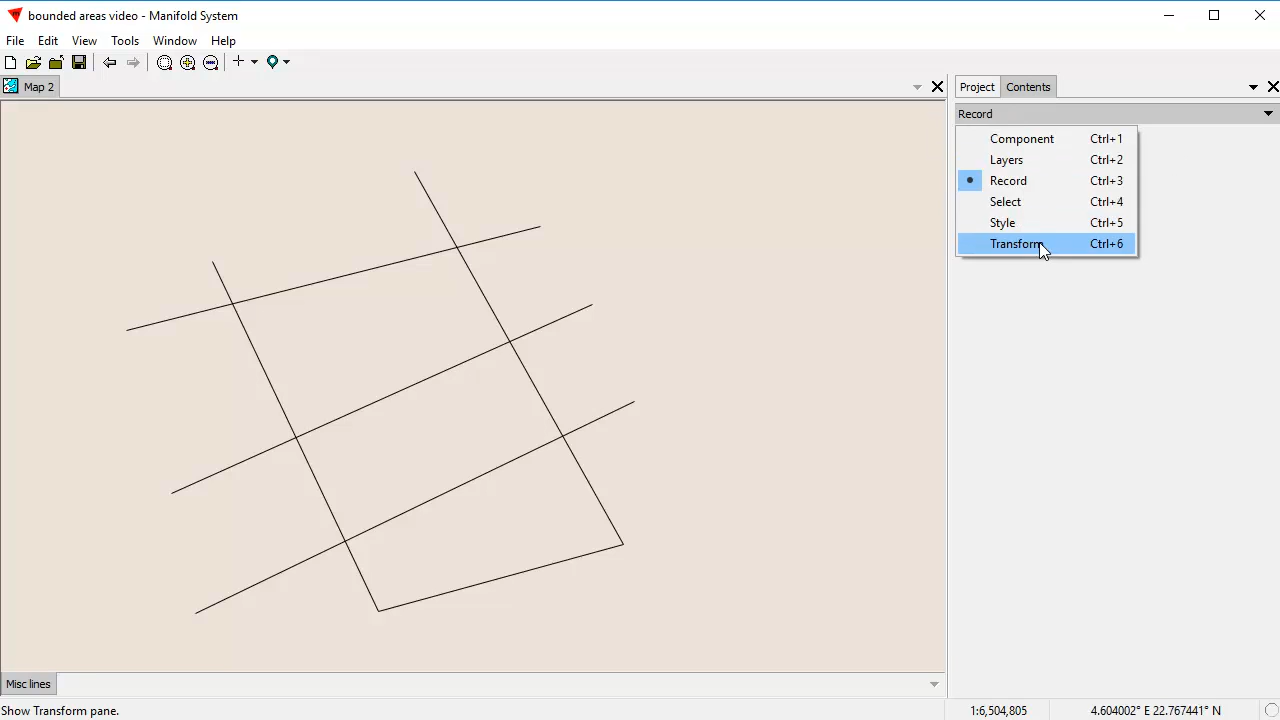 bounded areas video - Manifold System
File Edit View Tools Window Help
Map 2
Project Contents
Record
Component Ctrl+1
Layers Ctrl+2
Record Ctrl+3
Select Ctrl+4
Style Ctrl+5
Transform Ctrl+6
Misc lines
Show Transform pane.
1:6,504,805
4.604002° E 22.767441° N